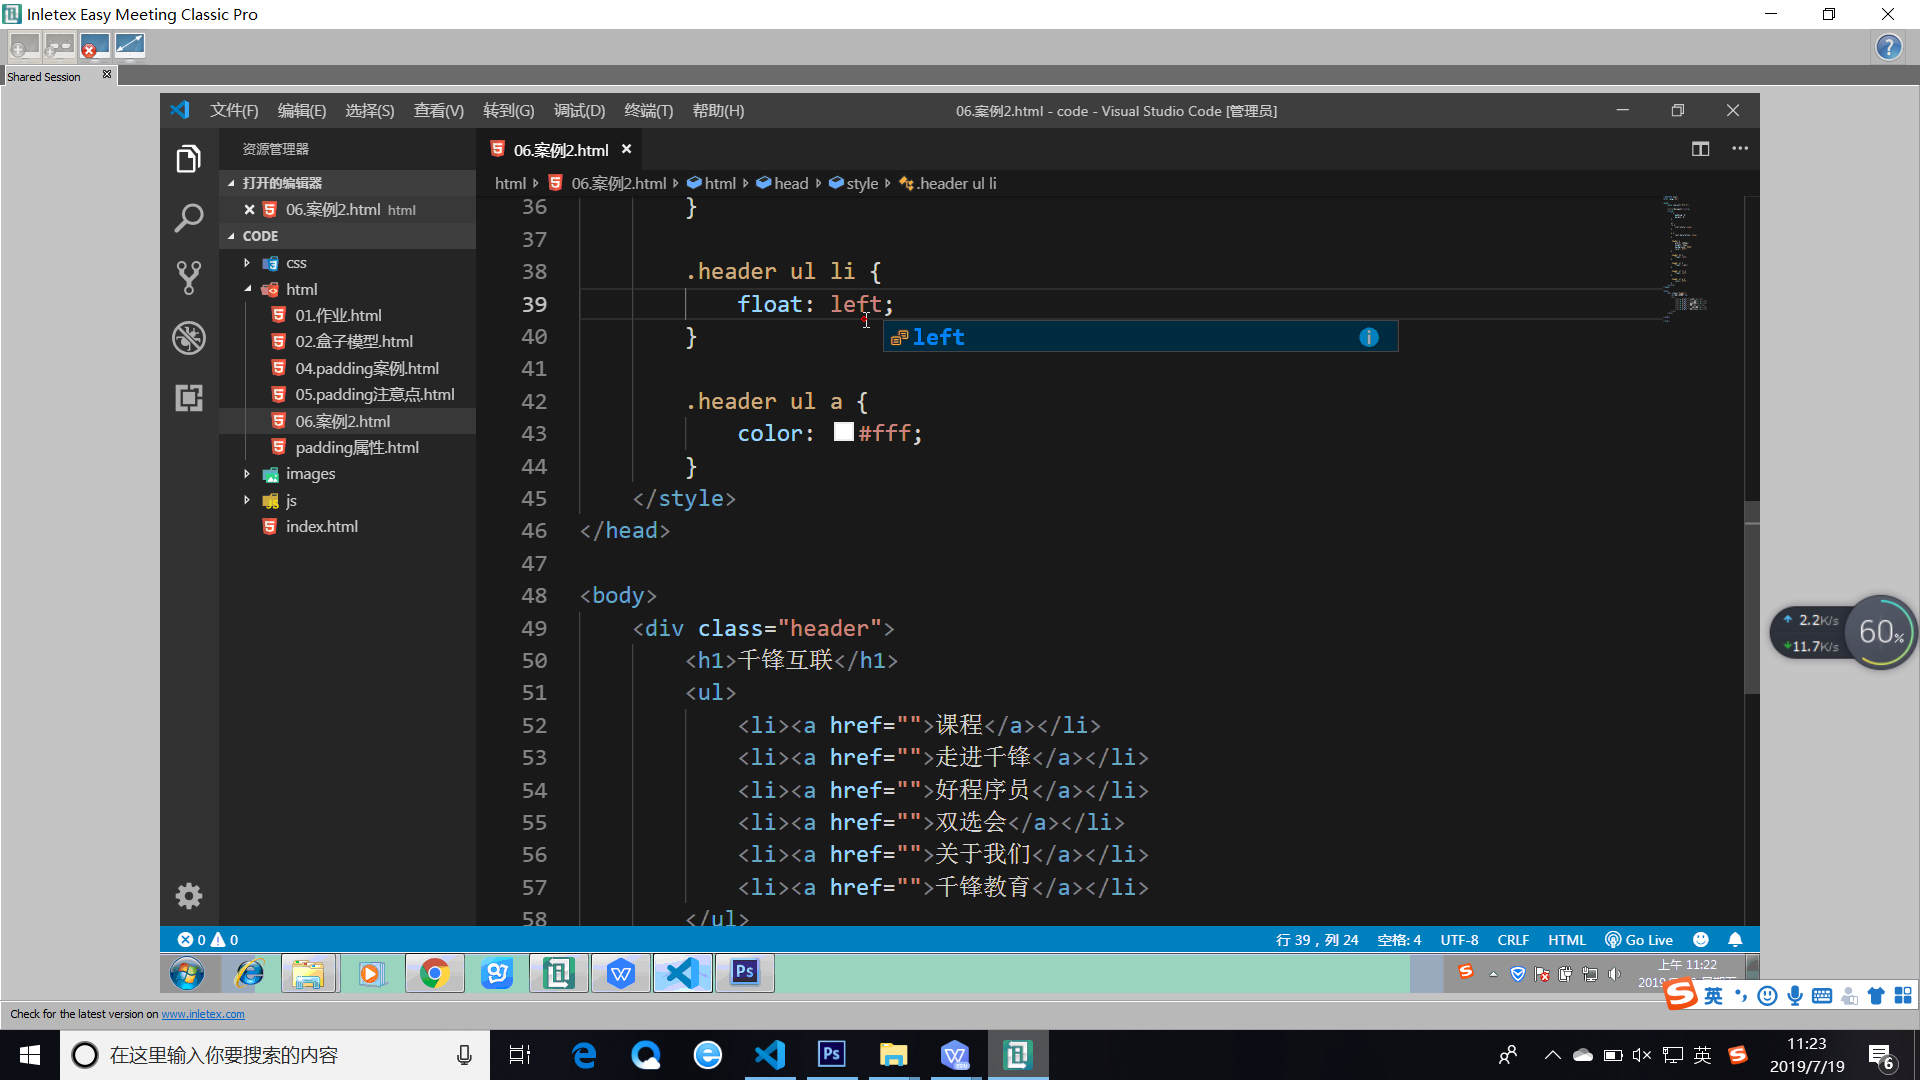 Inletex Easy Meeting Classic Pro
Shared Session
文件(F) 编辑(E) 选择(S) 查看(V) 转到(G) 调试(D) 终端(T) 帮助(H)
06.案例2.html - code - Visual Studio Code [管理员]
资源管理器
打开的编辑器
06.案例2.html html
CODE
css
html
01.作业.html
02.盒子模型.html
04.padding案例.html
05.padding注意点.html
06.案例2.html
padding属性.html
images
js
index.html
06.案例2.html
html 06.案例2.html html head style .header ul li
36 }
37
38 .header ul li {
39 float: left;
left
40 }
41
42 .header ul a {
43 color: #fff;
44 }
45 </style>
46 </head>
47
48 <body>
49 <div class="header">
50 <h1>千锋互联</h1>
51 <ul>
52 <li><a href="">课程</a></li>
53 <li><a href="">走进千锋</a></li>
54 <li><a href="">好程序员</a></li>
55 <li><a href="">双选会</a></li>
56 <li><a href="">关于我们</a></li>
57 <li><a href="">千锋教育</a></li>
58 </ul>
2.2K/s
11.7K/s
60%
0 0
行 39，列 24 空格: 4 UTF-8 CRLF HTML Go Live
Ps
上午 11:22
英
Check for the latest version on www.inletex.com
在这里输入你要搜索的内容
Ps
英
11:23
2019/7/19
6